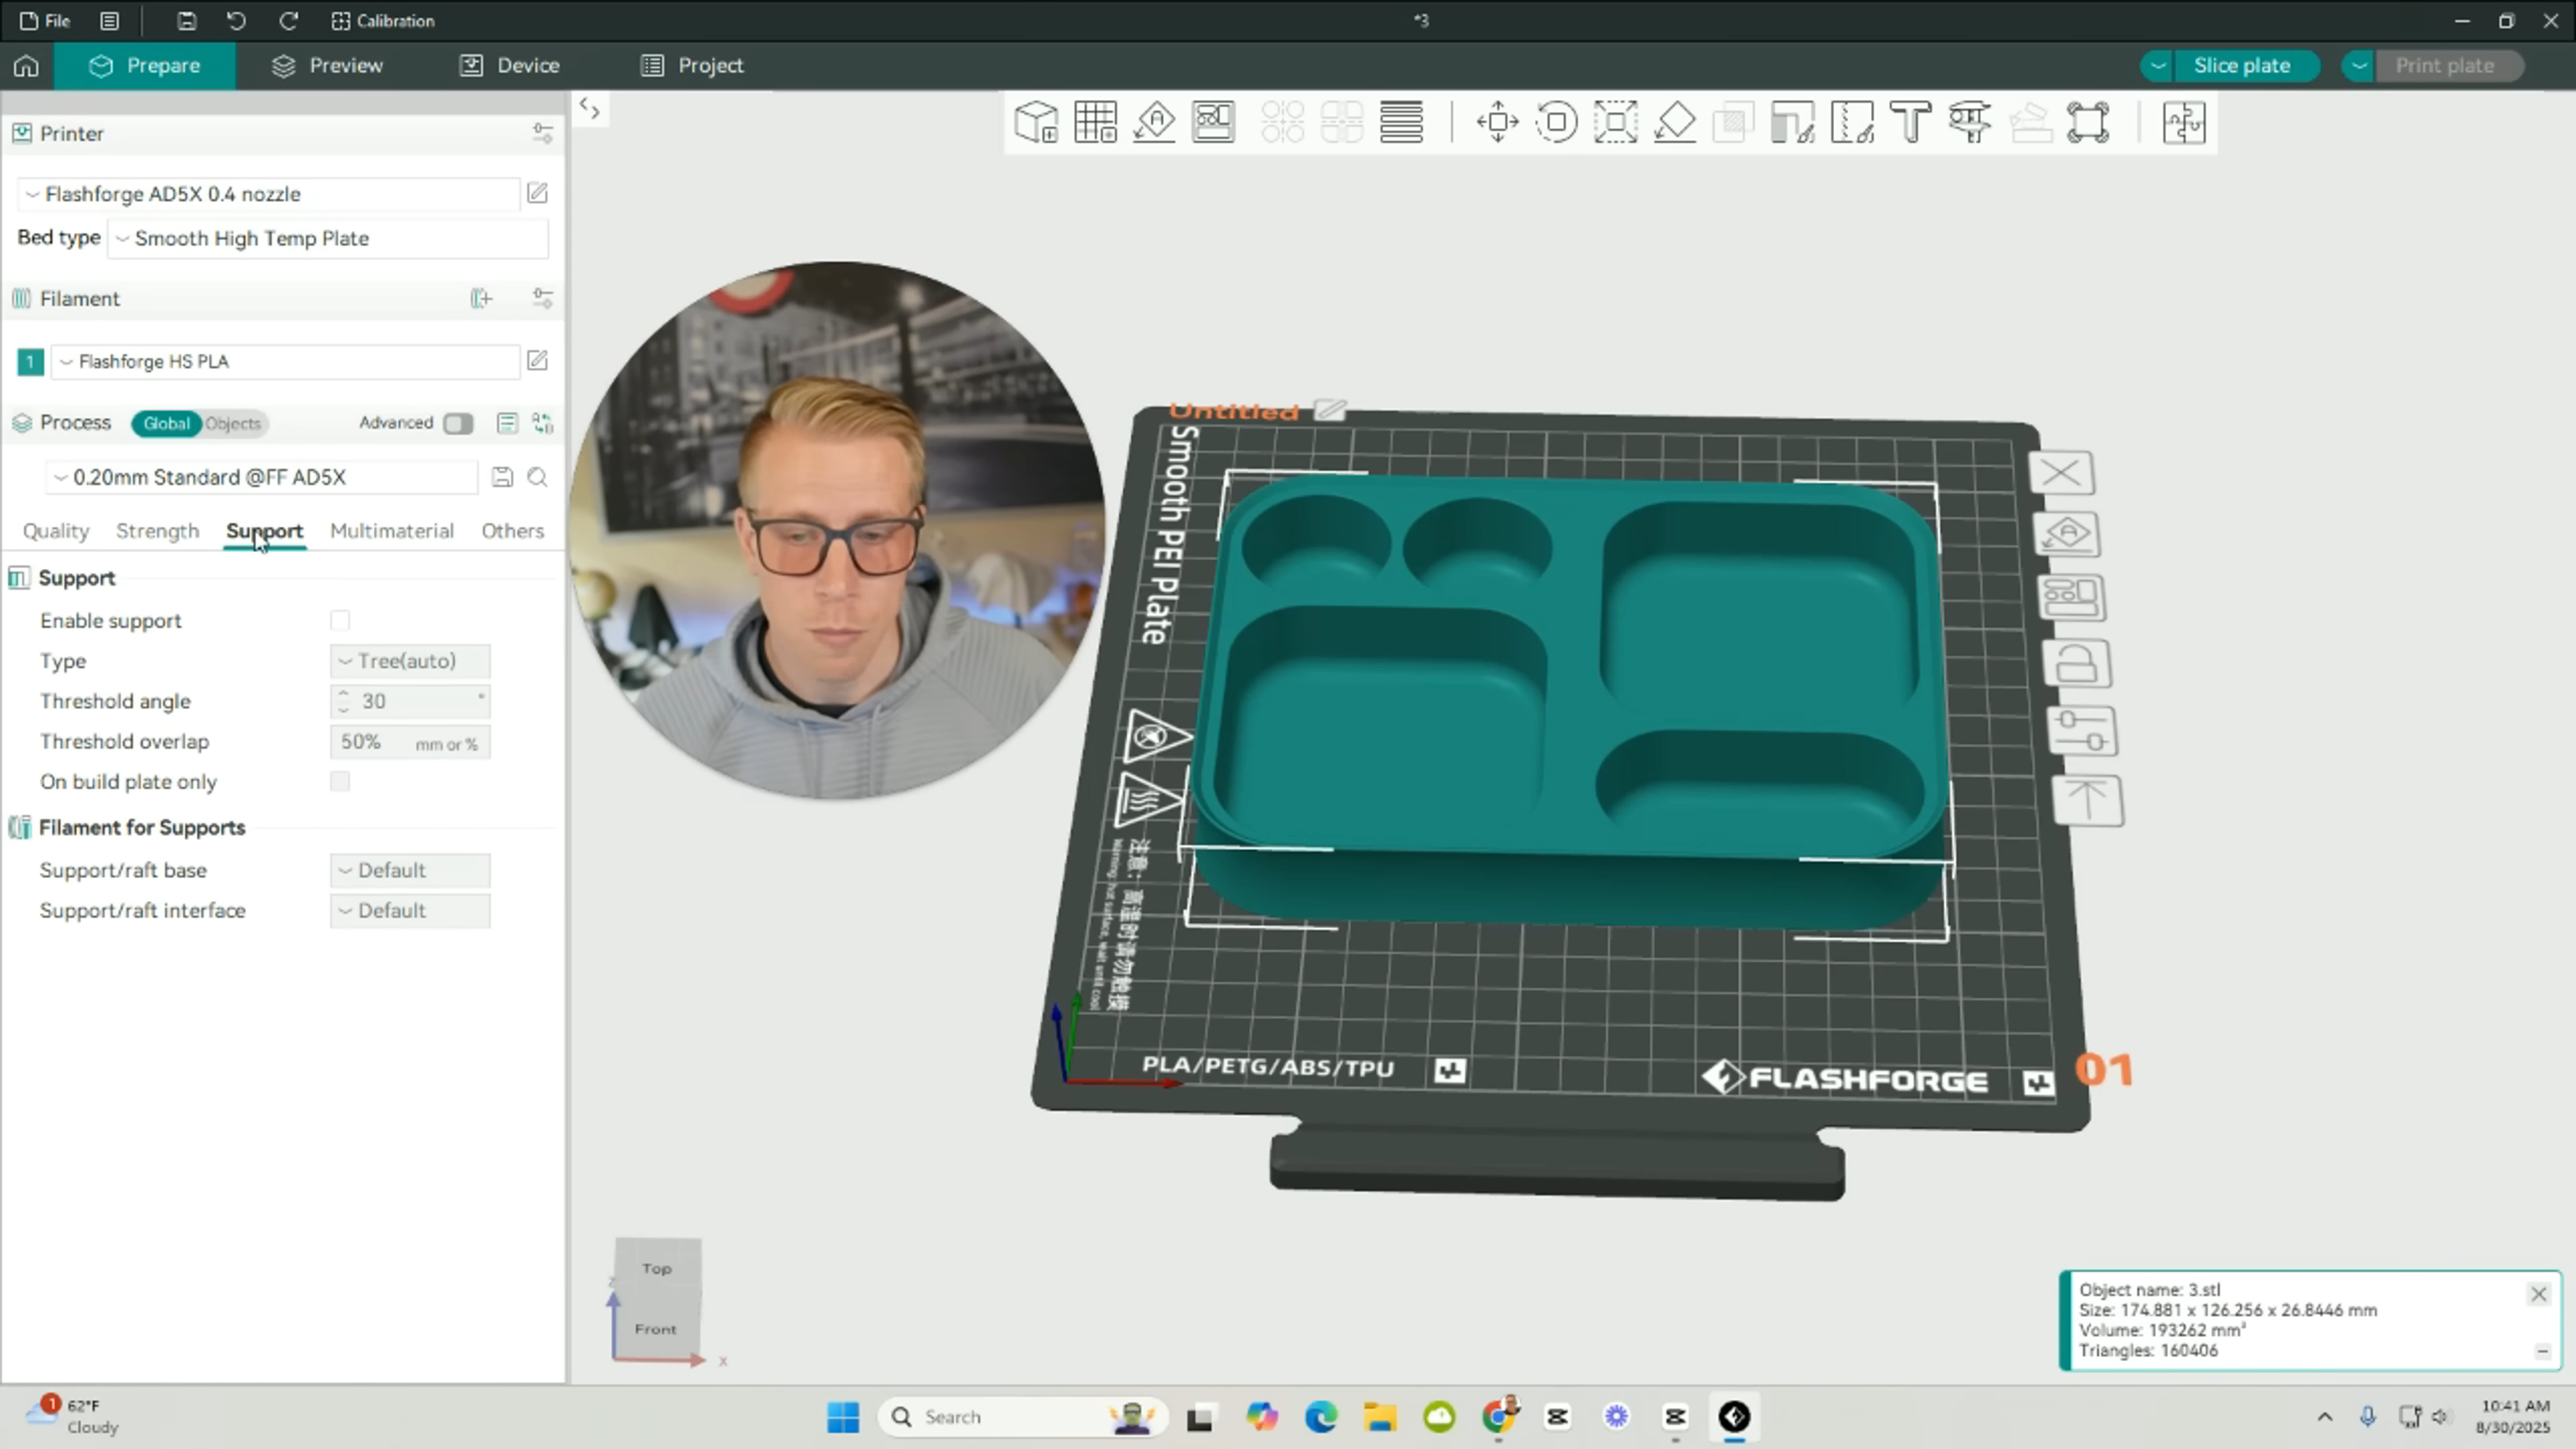 File
Calibration
*3
Prepare
Preview
Device
Project
Slice plate
Print plate
Printer
Flashforge AD5X 0.4 nozzle
Bed type
Smooth High Temp Plate
Filament
1
Flashforge HS PLA
Process
Global
Objects
Advanced
0.20mm Standard @FF AD5X
Quality
Strength
Support
Multimaterial
Others
Support
Enable support
Type
Tree(auto)
Threshold angle
30
°
Threshold overlap
50%
mm or %
On build plate only
Filament for Supports
Support/raft base
Default
Support/raft interface
Default
Untitled
Smooth PEI Plate
PLA/PETG/ABS/TPU
FLASHFORGE
01
Top
Front
z
x
Object name: 3.stl
Size: 174.881 x 126.256 x 26.8446 mm
Volume: 193262 mm³
Triangles: 160406
1
62°F
Cloudy
Search
10:41 AM
8/30/2025